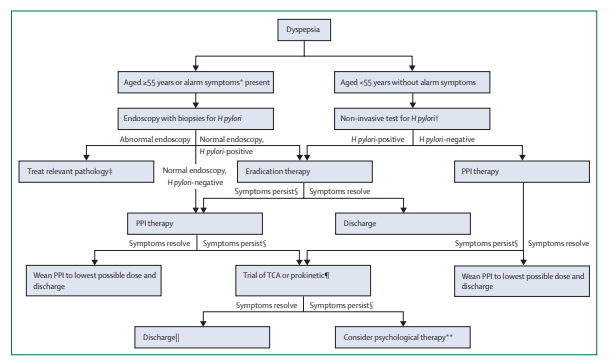 Dyspepsia
Aged ≥55 years or alarm symptoms* present
Aged <55 years without alarm symptoms
Endoscopy with biopsies for H pylori
Non-invasive test for H pylori†
Abnormal endoscopy
Normal endoscopy,
H pylori-positive
H pylori-positive
H pylori-negative
Treat relevant pathology‡
Normal endoscopy,
H pylori-negative
Eradication therapy
PPI therapy
Symptoms persist§
Symptoms resolve
PPI therapy
Discharge
Symptoms resolve
Symptoms persist§
Symptoms persist§
Symptoms resolve
Wean PPI to lowest possible dose and
discharge
Trial of TCA or prokinetic¶
Wean PPI to lowest possible dose and
discharge
Symptoms resolve
Symptoms persist§
Discharge||
Consider psychological therapy**